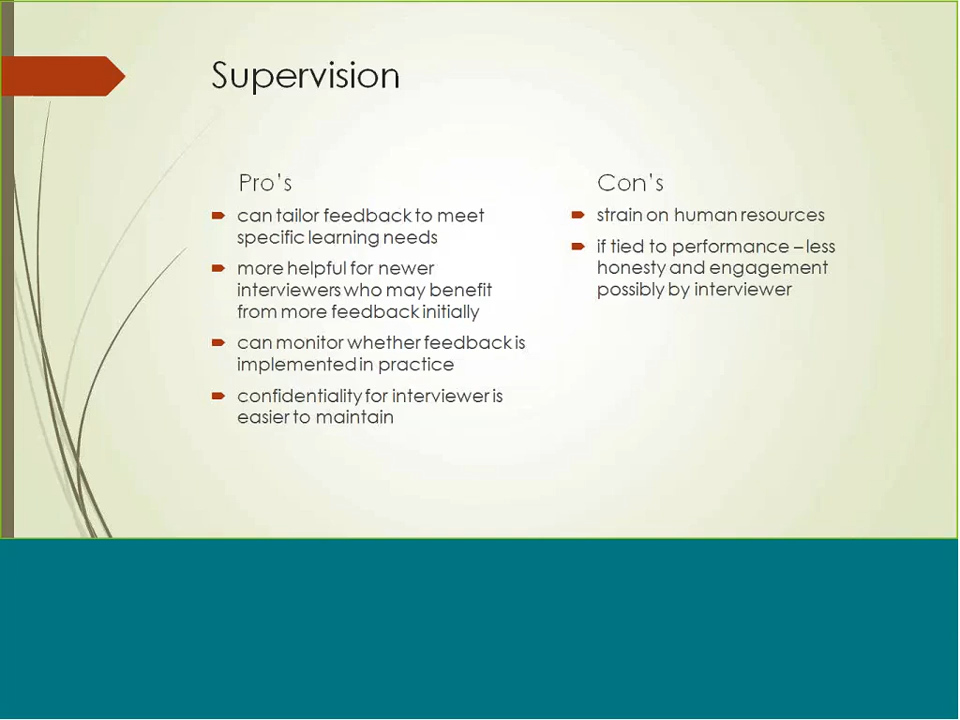 Supervision
Pro's
can tailor feedback to meet
specific learning needs
more helpful for newer
interviewers who may benefit
from more feedback initially
can monitor whether feedback is
implemented in practice
confidentiality for interviewer is
easier to maintain
Con's
strain on human resources
if tied to performance – less
honesty and engagement
possibly by interviewer